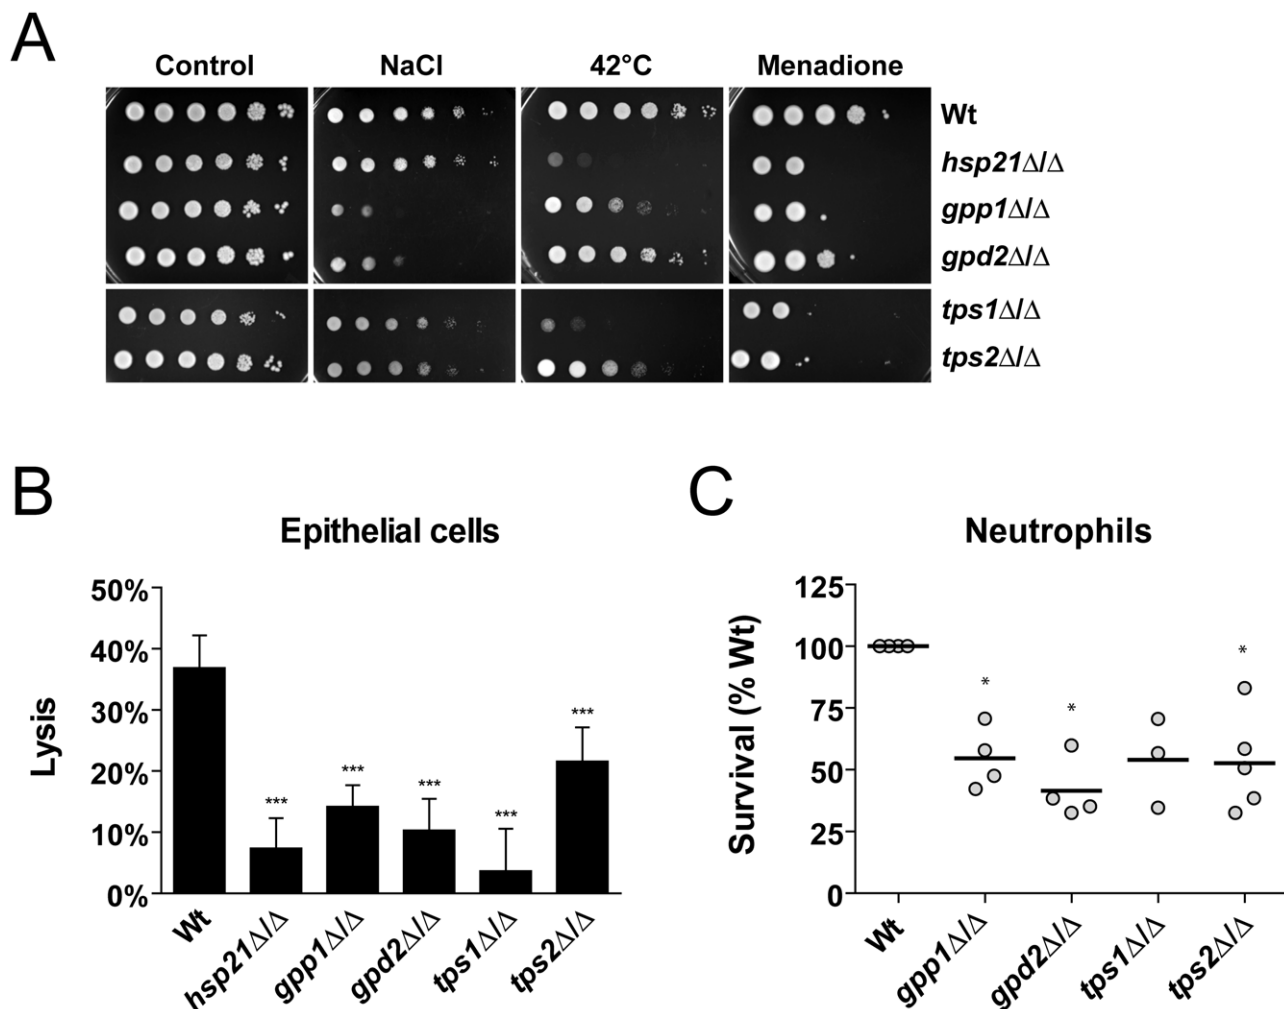 A
Control NaCl 42°C Menadione
Wt
hsp21Δ/Δ
gpp1Δ/Δ
gpd2Δ/Δ
tps1Δ/Δ
tps2Δ/Δ
B
Epithelial cells
50%
40%
30%
20%
10%
0%
Lysis
***
***
***
***
***
Wt
hsp21Δ/Δ
gpp1Δ/Δ
gpd2Δ/Δ
tps1Δ/Δ
tps2Δ/Δ
C
Neutrophils
125
100
75
50
25
0
Survival (% Wt)
*
*
*
Wt
gpp1Δ/Δ
gpd2Δ/Δ
tps1Δ/Δ
tps2Δ/Δ